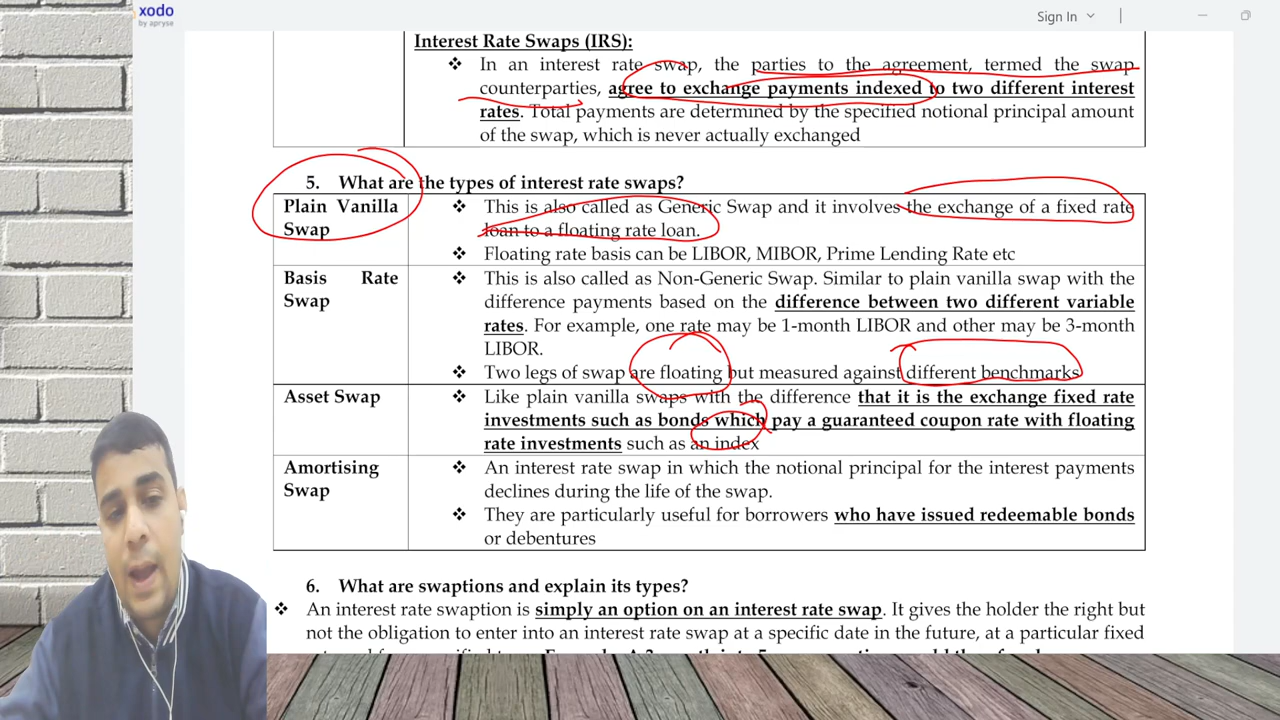 xodo
by apryse
Sign In
Interest Rate Swaps (IRS):
❖ In an interest rate swap, the parties to the agreement, termed the swap
counterparties, agree to exchange payments indexed to two different interest
rates. Total payments are determined by the specified notional principal amount
of the swap, which is never actually exchanged
5. What are the types of interest rate swaps?
Plain Vanilla
Swap
❖ This is also called as Generic Swap and it involves the exchange of a fixed rate
loan to a floating rate loan.
❖ Floating rate basis can be LIBOR, MIBOR, Prime Lending Rate etc
Basis Rate
Swap
❖ This is also called as Non-Generic Swap. Similar to plain vanilla swap with the
difference payments based on the difference between two different variable
rates. For example, one rate may be 1-month LIBOR and other may be 3-month
LIBOR.
❖ Two legs of swap are floating but measured against different benchmarks
Asset Swap
❖ Like plain vanilla swaps with the difference that it is the exchange fixed rate
investments such as bonds which pay a guaranteed coupon rate with floating
rate investments such as an index
Amortising
Swap
❖ An interest rate swap in which the notional principal for the interest payments
declines during the life of the swap.
❖ They are particularly useful for borrowers who have issued redeemable bonds
or debentures
6. What are swaptions and explain its types?
❖ An interest rate swaption is simply an option on an interest rate swap. It gives the holder the right but
not the obligation to enter into an interest rate swap at a specific date in the future, at a particular fixed